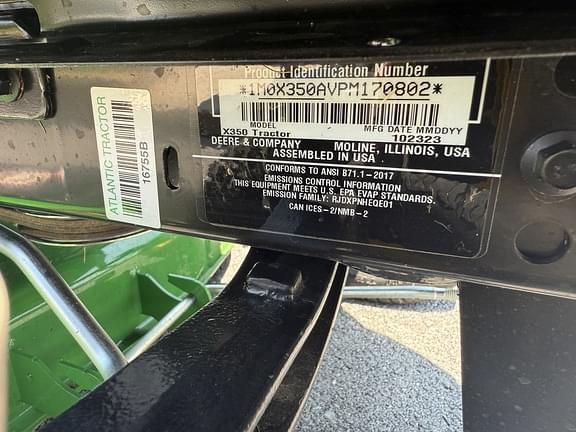 Product Identification Number
*1M0X350AVPM170802*
MODEL
X350 Tractor
MFG DATE MMDDYY
102323
DEERE & COMPANY MOLINE, ILLINOIS, USA
ASSEMBLED IN USA
CONFORMS TO ANSI B71.1-2017
EMISSIONS CONTROL INFORMATION
THIS EQUIPMENT MEETS U.S. EPA EVAP STANDARDS.
EMISSION FAMILY: RJDXPNHEQE01
CAN ICES-2/NMB-2
ATLANTIC TRACTOR
16755B